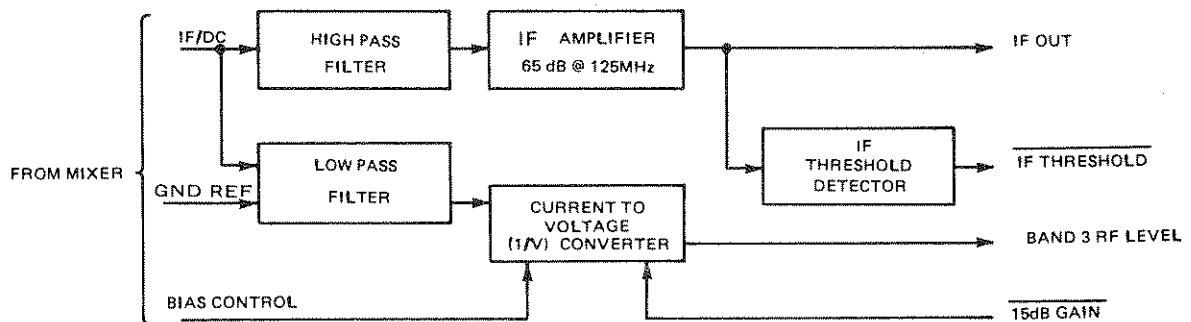 IF/DC
HIGH PASS
FILTER
IF AMPLIFIER
65 dB @ 125MHz
IF OUT
FROM MIXER
GND REF
LOW PASS
FILTER
IF
THRESHOLD
DETECTOR
IF THRESHOLD
CURRENT TO
VOLTAGE
(1/V) CONVERTER
BAND 3 RF LEVEL
BIAS CONTROL
15dB GAIN